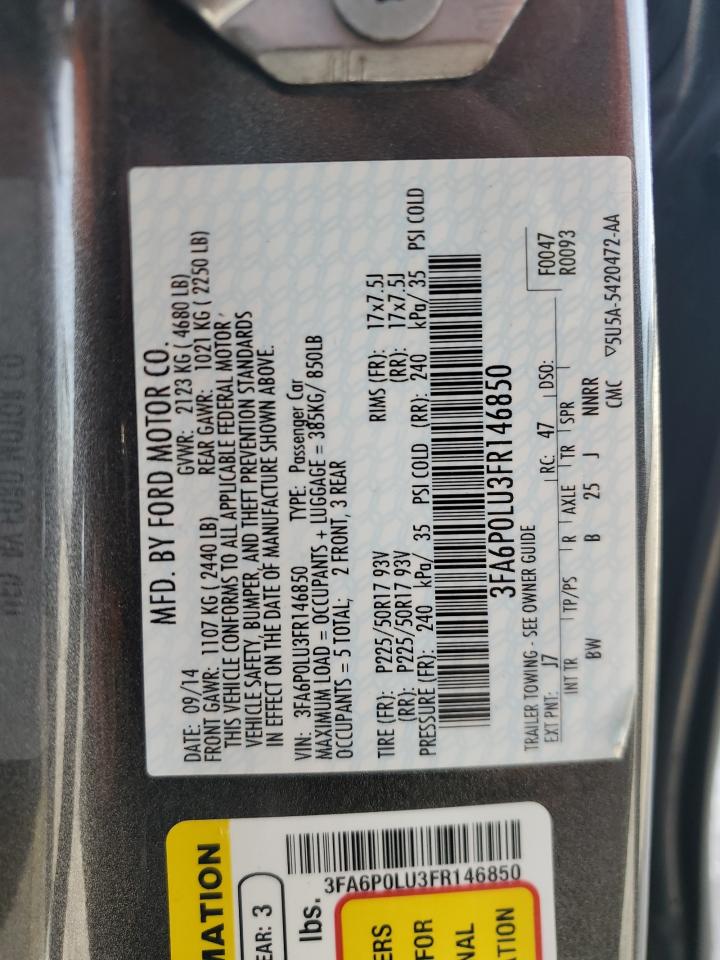 MFD. BY FORD MOTOR CO.
DATE: 09/14 GVWR: 2123 KG ( 4680 LB)
FRONT GAWR: 1107 KG ( 2440 LB) REAR GAWR: 1021 KG ( 2250 LB)
THIS VEHICLE CONFORMS TO ALL APPLICABLE FEDERAL MOTOR
VEHICLE SAFETY, BUMPER, AND THEFT PREVENTION STANDARDS
IN EFFECT ON THE DATE OF MANUFACTURE SHOWN ABOVE.
VIN: 3FA6P0LU3FR146850 TYPE: Passenger Car
MAXIMUM LOAD = OCCUPANTS + LUGGAGE = 385KG/ 850LB
OCCUPANTS = 5 TOTAL; 2 FRONT, 3 REAR
TIRE (FR): P225/50R17 93V RIMS (FR): 17x7.5J
(RR): P225/50R17 93V (RR): 17x7.5J
PRESSURE (FR): 240 kPa/ 35 PSI COLD (RR): 240 kPa/ 35 PSI COLD
3FA6P0LU3FR146850
TRAILER TOWING - SEE OWNER GUIDE F0047
EXT PNT: J7 RC: 47 DSO: R0093
INT TR TP/PS R AXLE TR SPR
BW B 25 J NNRR
CMC ▽5U5A-5420472-AA
MATION
EAR: 3
lbs.
3FA6P0LU3FR146850
ERS
FOR
NAL
TION